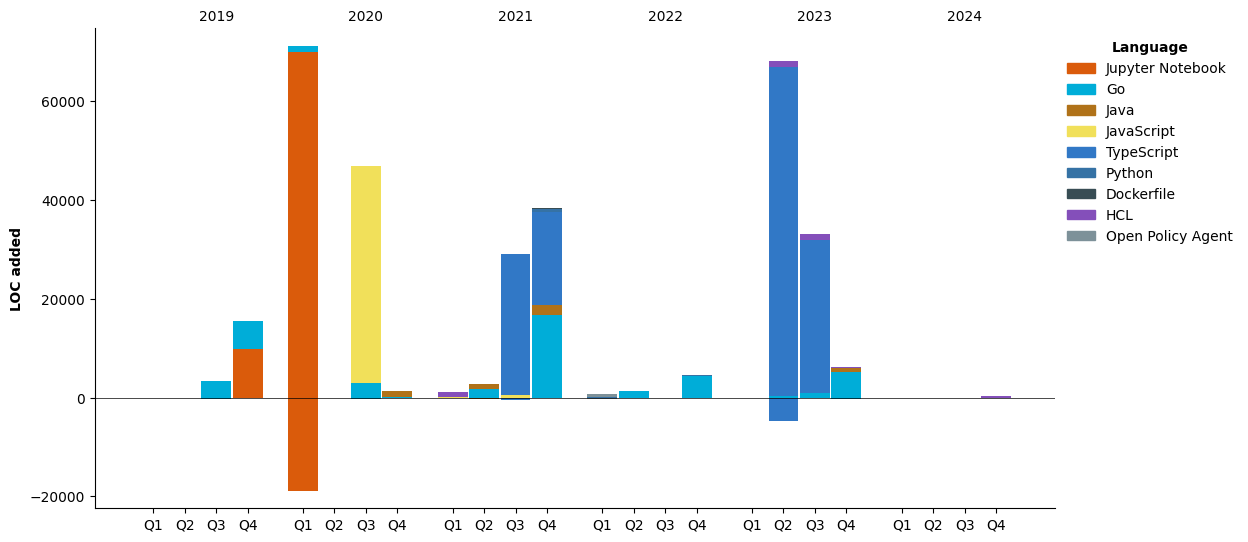 2019 2020 2021 2022 2023 2024
Language
Jupyter Notebook
Go
Java
JavaScript
TypeScript
Python
Dockerfile
HCL
Open Policy Agent
LOC added
60000
40000
20000
0
−20000
Q1 Q2 Q3 Q4 Q1 Q2 Q3 Q4 Q1 Q2 Q3 Q4 Q1 Q2 Q3 Q4 Q1 Q2 Q3 Q4 Q1 Q2 Q3 Q4